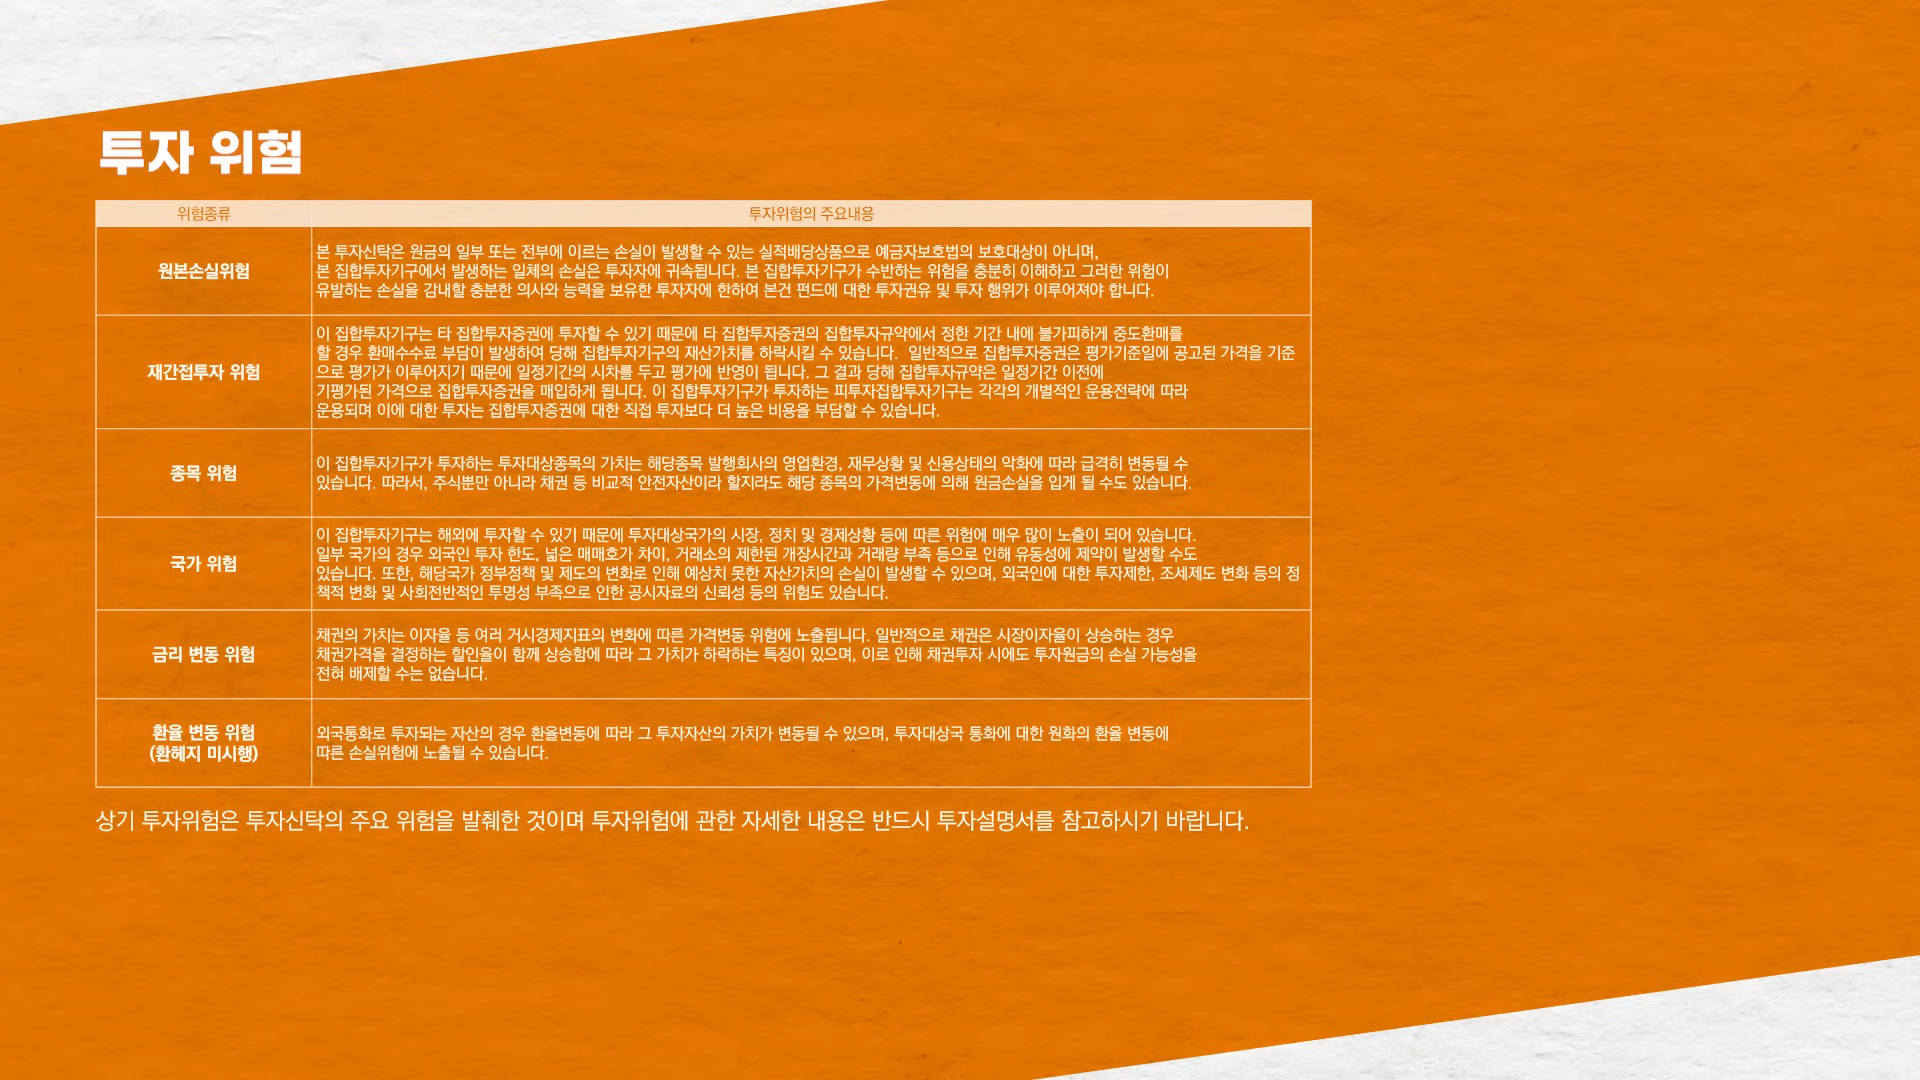 투자 위험
위험종류
투자위험의 주요내용
원본손실위험
본 투자신탁은 원금의 일부 또는 전부에 이르는 손실이 발생할 수 있는 실적배당상품으로 예금자보호법의 보호대상이 아니며,
본 집합투자기구에서 발생하는 일체의 손실은 투자자에 귀속됩니다. 본 집합투자기구가 수반하는 위험을 충분히 이해하고 그러한 위험이
유발하는 손실을 감내할 충분한 의사와 능력을 보유한 투자자에 한하여 본건 펀드에 대한 투자권유 및 투자 행위가 이루어져야 합니다.
재간접투자 위험
이 집합투자기구는 타 집합투자증권에 투자할 수 있기 때문에 타 집합투자증권의 집합투자규약에서 정한 기간 내에 불가피하게 중도환매를
할 경우 환매수수료 부담이 발생하여 당해 집합투자기구의 재산가치를 하락시킬 수 있습니다.  일반적으로 집합투자증권은 평가기준일에 공고된 가격을 기준
으로 평가가 이루어지기 때문에 일정기간의 시차를 두고 평가에 반영이 됩니다. 그 결과 당해 집합투자규약은 일정기간 이전에
기평가된 가격으로 집합투자증권을 매입하게 됩니다. 이 집합투자기구가 투자하는 피투자집합투자기구는 각각의 개별적인 운용전략에 따라
운용되며 이에 대한 투자는 집합투자증권에 대한 직접 투자보다 더 높은 비용을 부담할 수 있습니다.
종목 위험
이 집합투자기구가 투자하는 투자대상종목의 가치는 해당종목 발행회사의 영업환경, 재무상황 및 신용상태의 악화에 따라 급격히 변동될 수
있습니다. 따라서, 주식뿐만 아니라 채권 등 비교적 안전자산이라 할지라도 해당 종목의 가격변동에 의해 원금손실을 입게 될 수도 있습니다.
국가 위험
이 집합투자기구는 해외에 투자할 수 있기 때문에 투자대상국가의 시장, 정치 및 경제상황 등에 따른 위험에 매우 많이 노출이 되어 있습니다.
일부 국가의 경우 외국인 투자 한도, 넓은 매매호가 차이, 거래소의 제한된 개장시간과 거래량 부족 등으로 인해 유동성에 제약이 발생할 수도
있습니다. 또한, 해당국가 정부정책 및 제도의 변화로 인해 예상치 못한 자산가치의 손실이 발생할 수 있으며, 외국인에 대한 투자제한, 조세제도 변화 등의 정
책적 변화 및 사회전반적인 투명성 부족으로 인한 공시자료의 신뢰성 등의 위험도 있습니다.
금리 변동 위험
채권의 가치는 이자율 등 여러 거시경제지표의 변화에 따른 가격변동 위험에 노출됩니다. 일반적으로 채권은 시장이자율이 상승하는 경우
채권가격을 결정하는 할인율이 함께 상승함에 따라 그 가치가 하락하는 특징이 있으며, 이로 인해 채권투자 시에도 투자원금의 손실 가능성을
전혀 배제할 수는 없습니다.
환율 변동 위험
(환헤지 미시행)
외국통화로 투자되는 자산의 경우 환율변동에 따라 그 투자자산의 가치가 변동될 수 있으며, 투자대상국 통화에 대한 원화의 환율 변동에
따른 손실위험에 노출될 수 있습니다.
상기 투자위험은 투자신탁의 주요 위험을 발췌한 것이며 투자위험에 관한 자세한 내용은 반드시 투자설명서를 참고하시기 바랍니다.